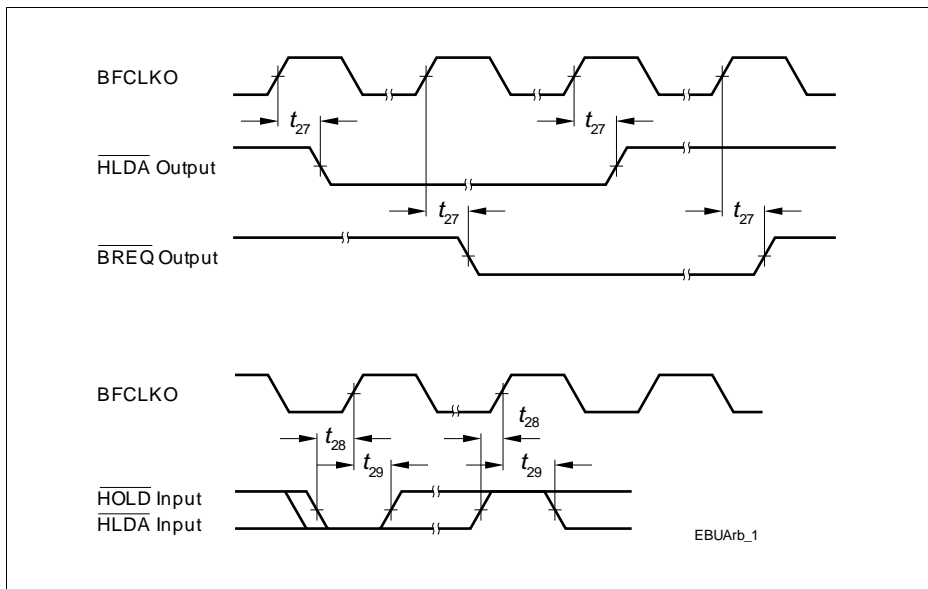 BFCLKO
t27 t27
HLDA Output
t27 t27
BREQ Output
BFCLKO
t28
t28
t29 t29
HOLD Input
HLDA Input
EBUArb_1